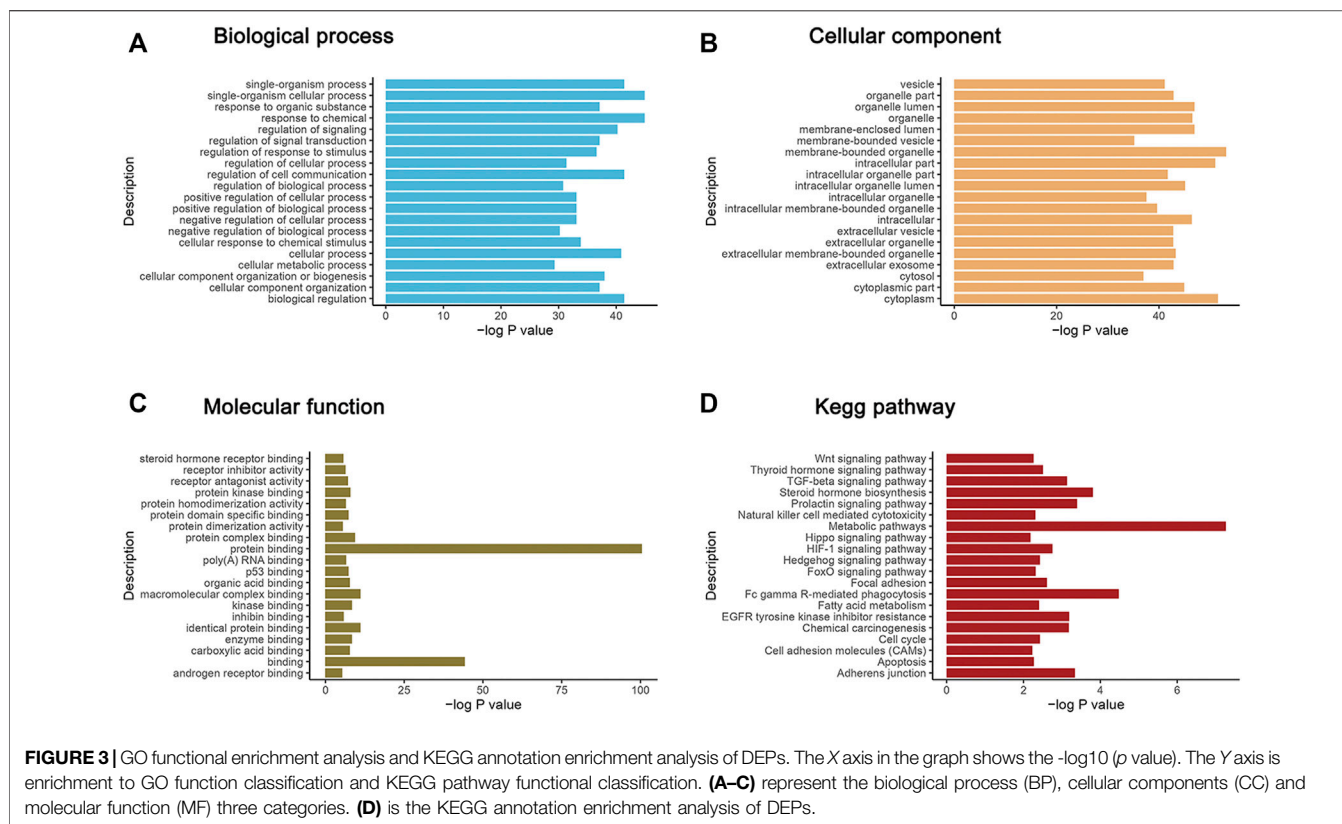 A Biological process
single-organism process
single-organism cellular process
response to organic substance
response to chemical
regulation of signaling
regulation of signal transduction
regulation of response to stimulus
regulation of cellular process
regulation of cell communication
regulation of biological process
positive regulation of cellular process
positive regulation of biological process
negative regulation of cellular process
negative regulation of biological process
cellular response to chemical stimulus
cellular process
cellular metabolic process
cellular component organization or biogenesis
cellular component organization
biological regulation
Description
0 10 20 30 40
−log P value
B Cellular component
vesicle
organelle part
organelle lumen
organelle
membrane-enclosed lumen
membrane-bounded vesicle
membrane-bounded organelle
intracellular part
intracellular organelle part
intracellular organelle lumen
intracellular organelle
intracellular membrane-bounded organelle
intracellular
extracellular vesicle
extracellular organelle
extracellular membrane-bounded organelle
extracellular exosome
cytosol
cytoplasmic part
cytoplasm
Description
0 20 40
−log P value
C Molecular function
steroid hormone receptor binding
receptor inhibitor activity
receptor antagonist activity
protein kinase binding
protein homodimerization activity
protein domain specific binding
protein dimerization activity
protein complex binding
protein binding
poly(A) RNA binding
p53 binding
organic acid binding
macromolecular complex binding
kinase binding
inhibin binding
identical protein binding
enzyme binding
carboxylic acid binding
binding
androgen receptor binding
Description
0 25 50 75 100
−log P value
D Kegg pathway
Wnt signaling pathway
Thyroid hormone signaling pathway
TGF-beta signaling pathway
Steroid hormone biosynthesis
Prolactin signaling pathway
Natural killer cell mediated cytotoxicity
Metabolic pathways
Hippo signaling pathway
HIF-1 signaling pathway
Hedgehog signaling pathway
FoxO signaling pathway
Focal adhesion
Fc gamma R-mediated phagocytosis
Fatty acid metabolism
EGFR tyrosine kinase inhibitor resistance
Chemical carcinogenesis
Cell cycle
Cell adhesion molecules (CAMs)
Apoptosis
Adherens junction
Description
0 2 4 6
−log P value
FIGURE 3 | GO functional enrichment analysis and KEGG annotation enrichment analysis of DEPs. The X axis in the graph shows the -log10 (p value). The Y axis is
enrichment to GO function classification and KEGG pathway functional classification. (A–C) represent the biological process (BP), cellular components (CC) and
molecular function (MF) three categories. (D) is the KEGG annotation enrichment analysis of DEPs.